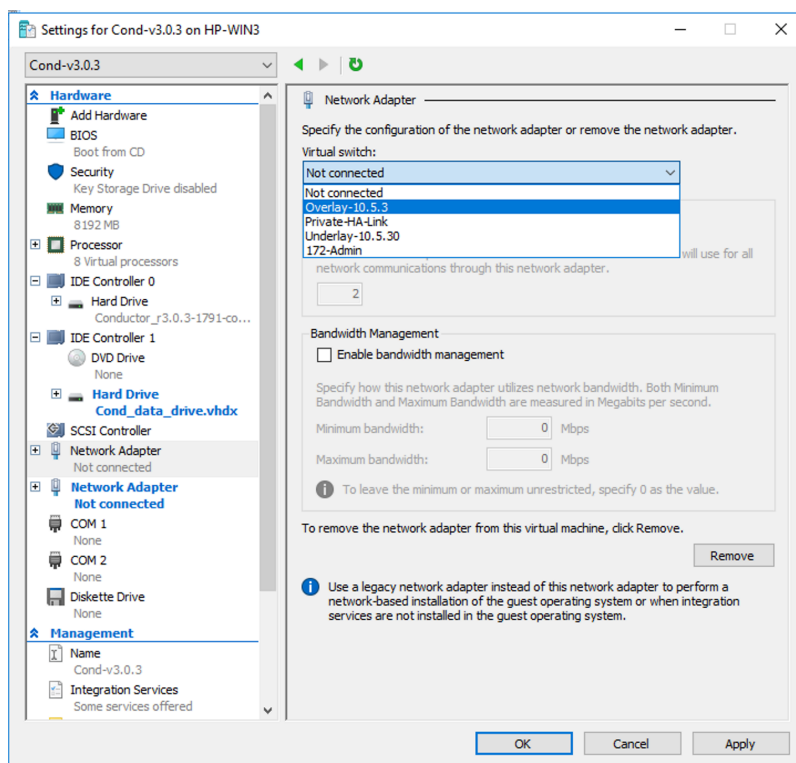 Settings for Cond-v3.0.3 on HP-WIN3
Cond-v3.0.3
Hardware
Add Hardware
BIOS
Boot from CD
Security
Key Storage Drive disabled
Memory
8192 MB
Processor
8 Virtual processors
IDE Controller 0
Hard Drive
Conductor_r3.0.3-1791-co...
IDE Controller 1
DVD Drive
None
Hard Drive
Cond_data_drive.vhdx
SCSI Controller
Network Adapter
Not connected
Network Adapter
Not connected
COM 1
None
COM 2
None
Diskette Drive
None
Management
Name
Cond-v3.0.3
Integration Services
Some services offered
Network Adapter
Specify the configuration of the network adapter or remove the network adapter.
Virtual switch:
Not connected
Not connected
Overlay-10.5.3
Private-HA-Link
Underlay-10.5.30
172-Admin
will use for all
network communications through this network adapter.
2
Bandwidth Management
Enable bandwidth management
Specify how this network adapter utilizes network bandwidth. Both Minimum
Bandwidth and Maximum Bandwidth are measured in Megabits per second.
Minimum bandwidth: 0 Mbps
Maximum bandwidth: 0 Mbps
To leave the minimum or maximum unrestricted, specify 0 as the value.
To remove the network adapter from this virtual machine, click Remove.
Remove
Use a legacy network adapter instead of this network adapter to perform a
network-based installation of the guest operating system or when integration
services are not installed in the guest operating system.
OK Cancel Apply